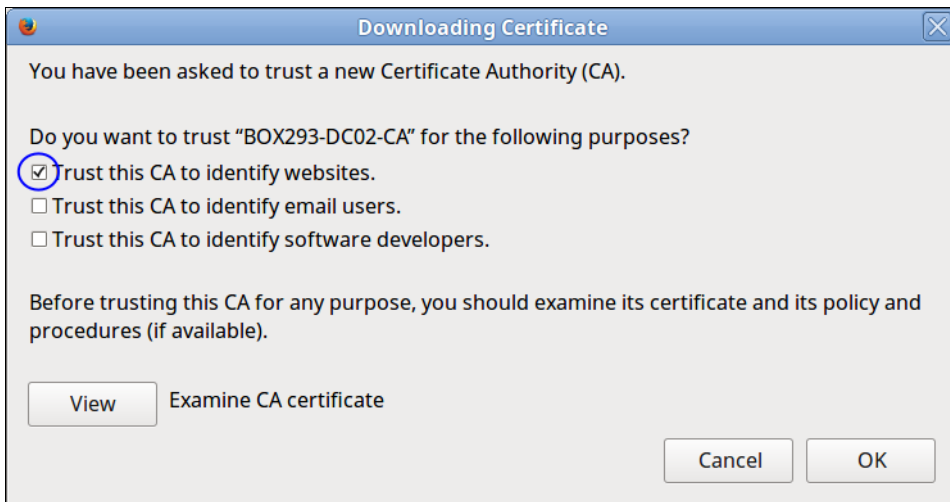 Downloading Certificate
You have been asked to trust a new Certificate Authority (CA).
Do you want to trust “BOX293-DC02-CA” for the following purposes?
Trust this CA to identify websites.
Trust this CA to identify email users.
Trust this CA to identify software developers.
Before trusting this CA for any purpose, you should examine its certificate and its policy and
procedures (if available).
View Examine CA certificate
Cancel OK